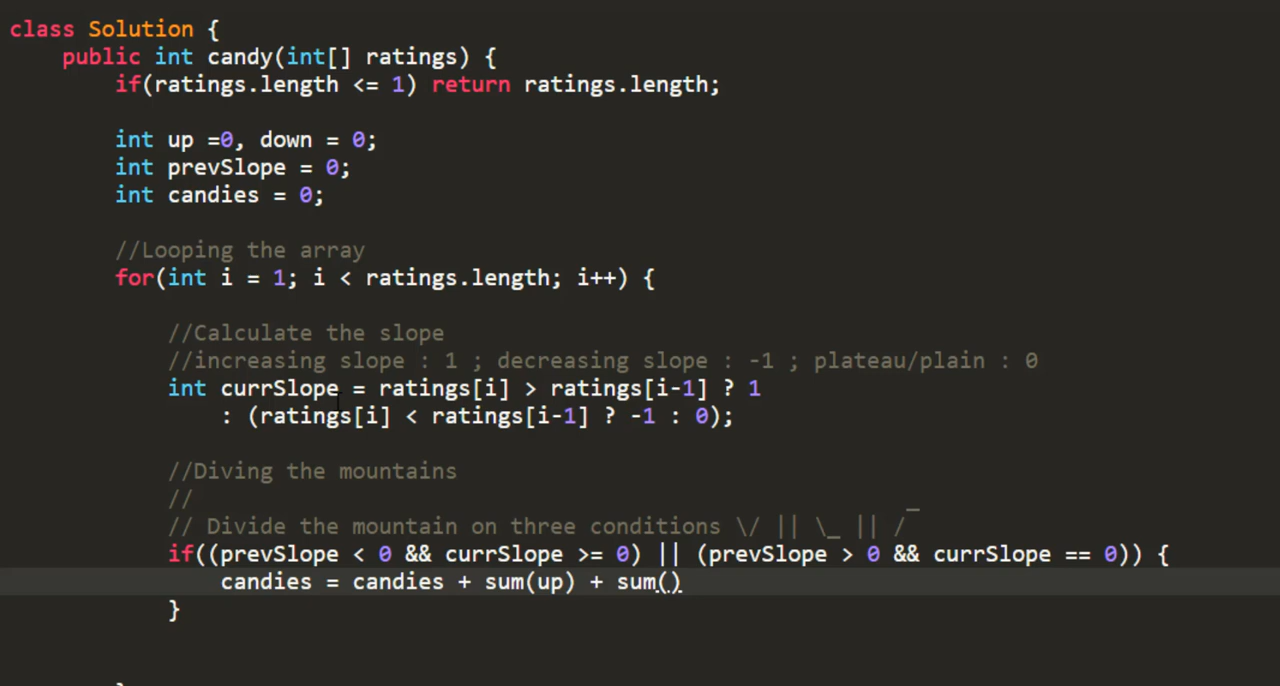 class Solution {
    public int candy(int[] ratings) {
        if(ratings.length <= 1) return ratings.length;

        int up =0, down = 0;
        int prevSlope = 0;
        int candies = 0;

        //Looping the array
        for(int i = 1; i < ratings.length; i++) {

            //Calculate the slope
            //increasing slope : 1 ; decreasing slope : -1 ; plateau/plain : 0
            int currSlope = ratings[i] > ratings[i-1] ? 1
                : (ratings[i] < ratings[i-1] ? -1 : 0);

            //Diving the mountains
            //                                                      _
            // Divide the mountain on three conditions \/ || \_ || /
            if((prevSlope < 0 && currSlope >= 0) || (prevSlope > 0 && currSlope == 0)) {
                candies = candies + sum(up) + sum()
            }